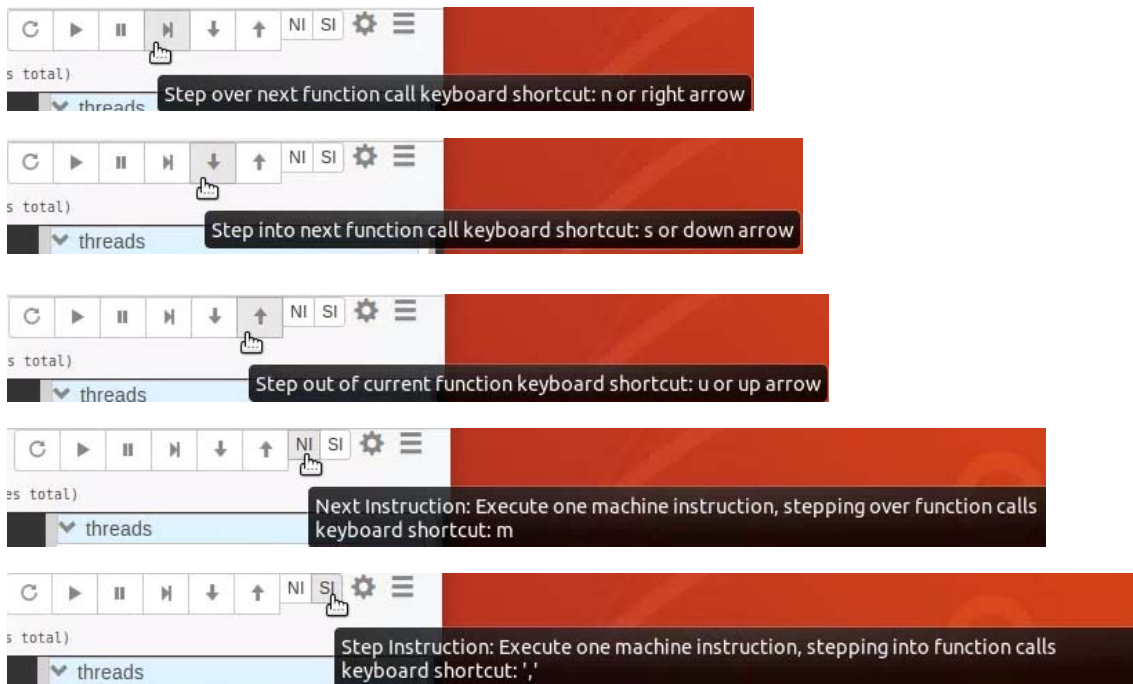 NI SI
s total)
threads
Step over next function call keyboard shortcut: n or right arrow
NI SI
s total)
threads
Step into next function call keyboard shortcut: s or down arrow
NI SI
s total)
threads
Step out of current function keyboard shortcut: u or up arrow
NI SI
es total)
threads
Next Instruction: Execute one machine instruction, stepping over function calls
keyboard shortcut: m
NI SI
s total)
threads
Step Instruction: Execute one machine instruction, stepping into function calls
keyboard shortcut: ','